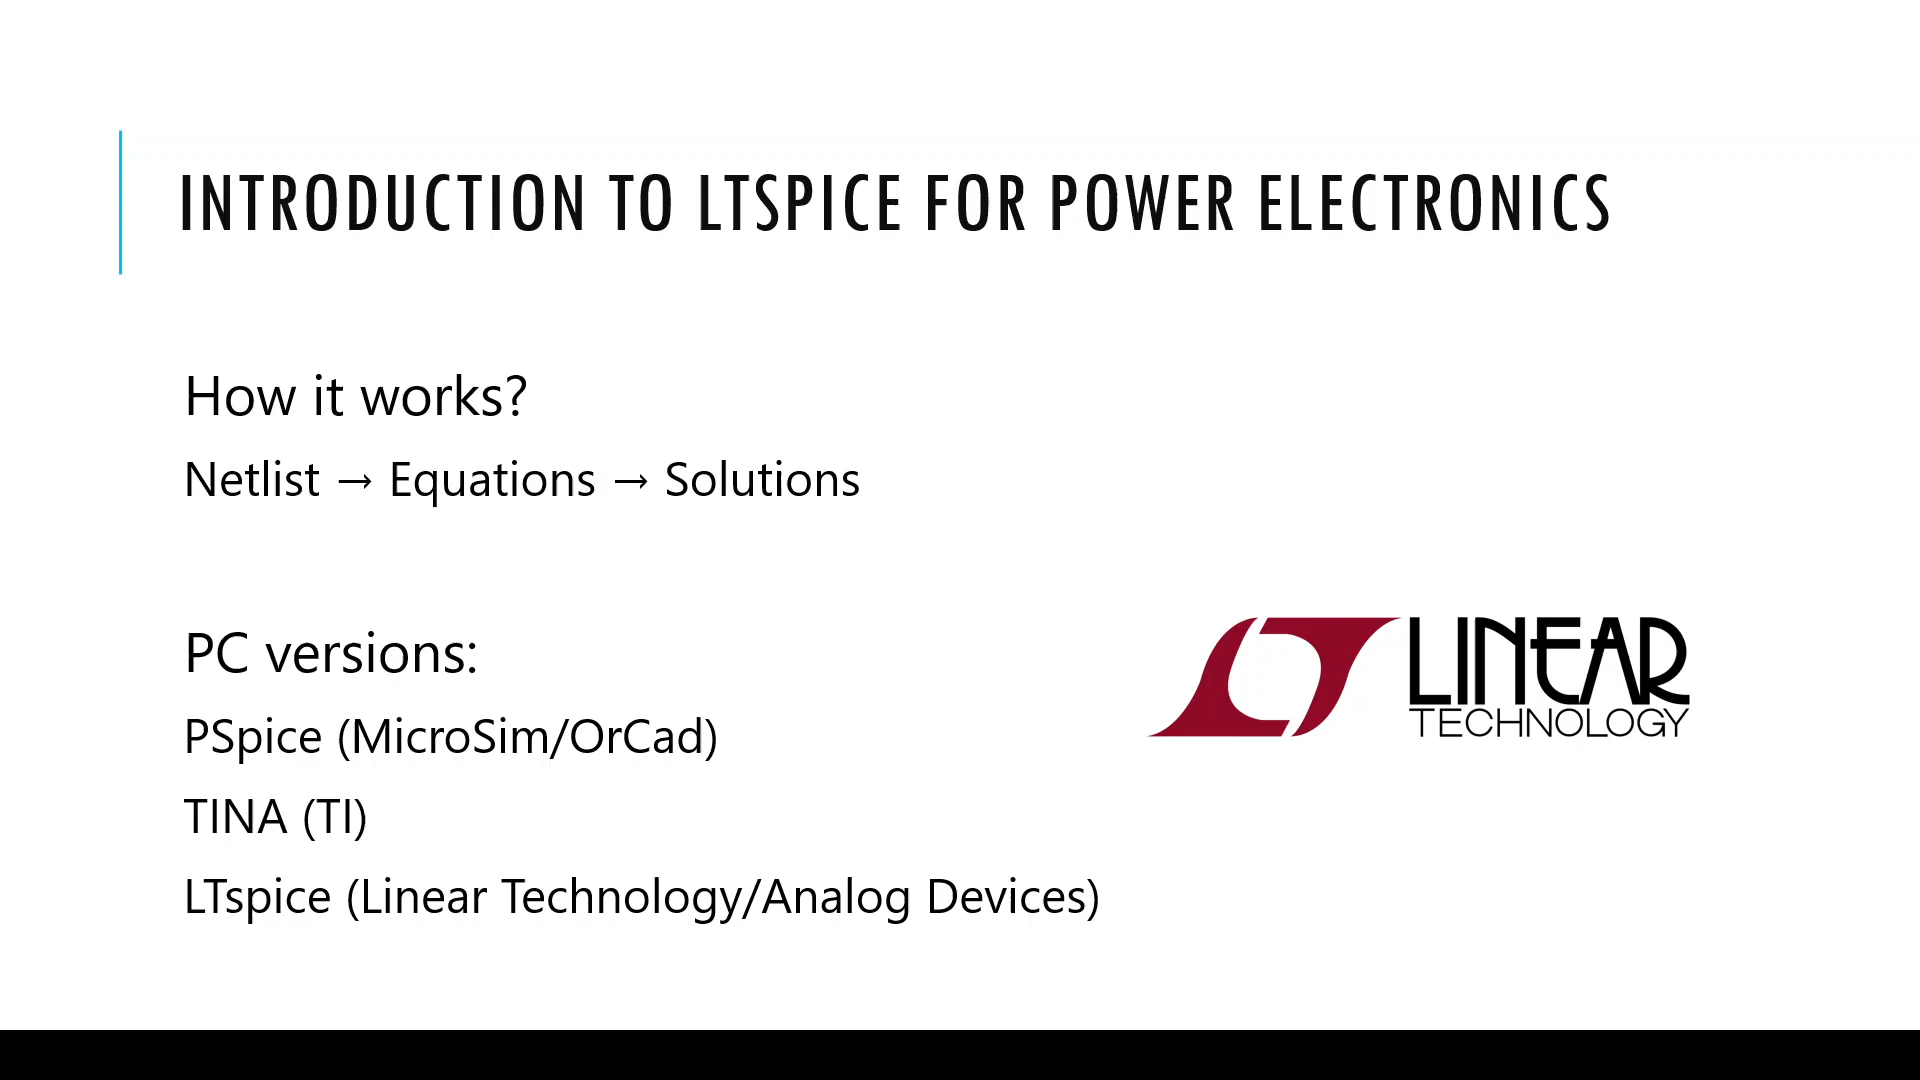 INTRODUCTION TO LTSPICE FOR POWER ELECTRONICS
How it works?
Netlist → Equations → Solutions
PC versions:
PSpice (MicroSim/OrCad)
TINA (TI)
LTspice (Linear Technology/Analog Devices)
LINEAR
TECHNOLOGY